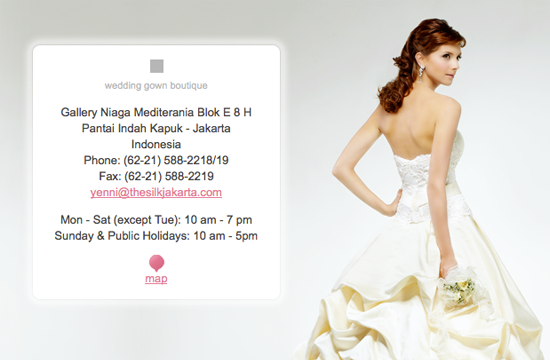 wedding gown boutique
Gallery Niaga Mediterania Blok E 8 H
Pantai Indah Kapuk - Jakarta
Indonesia
Phone: (62-21) 588-2218/19
Fax: (62-21) 588-2219
yenni@thesilkjakarta.com
Mon - Sat (except Tue): 10 am - 7 pm
Sunday & Public Holidays: 10 am - 5pm
map